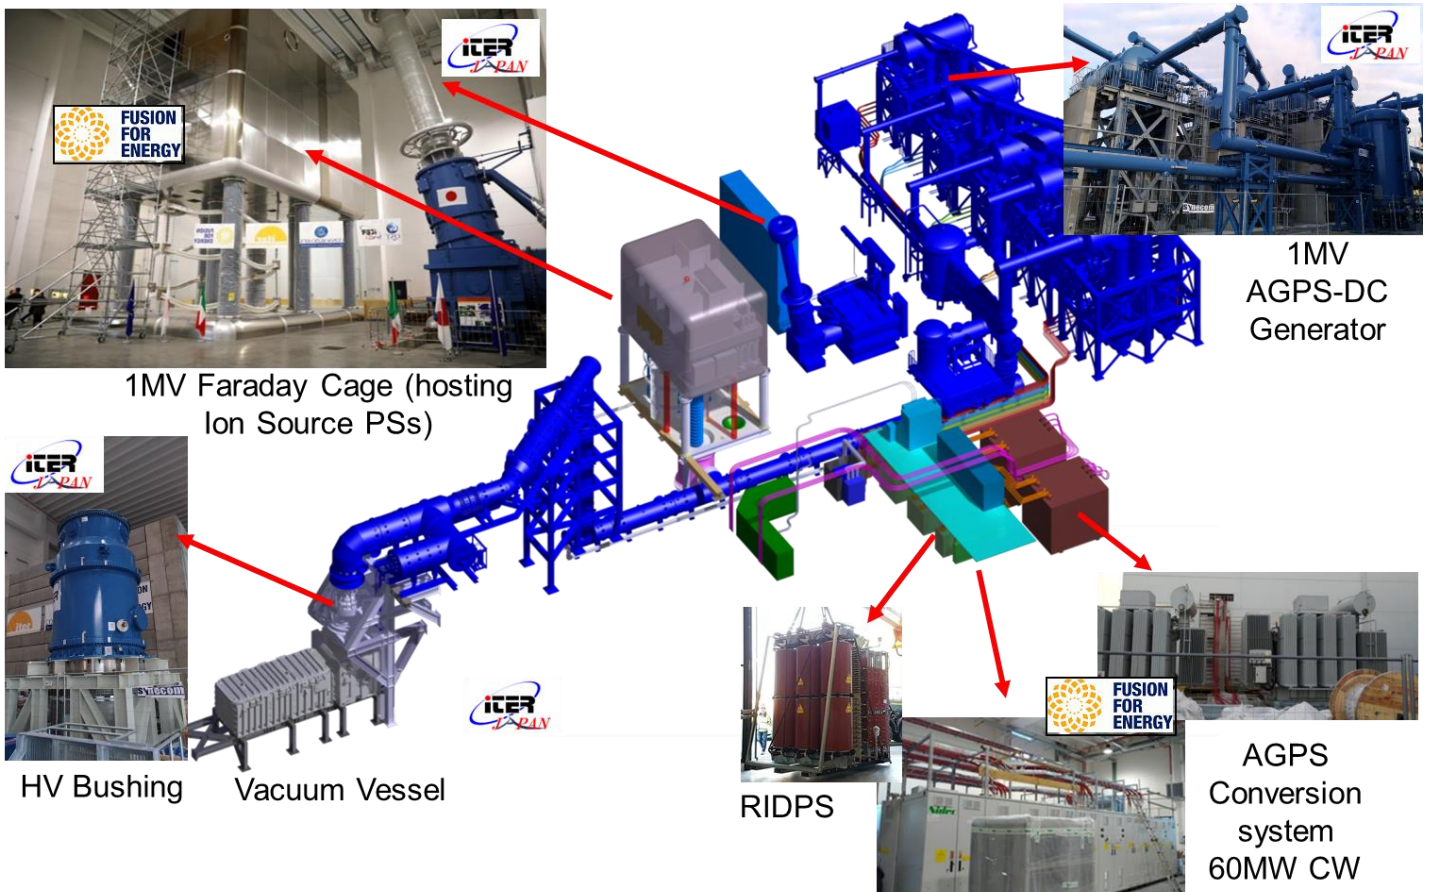 iTER
JAPAN
FUSION
FOR
ENERGY
iTER
JAPAN
1MV
AGPS-DC
Generator
1MV Faraday Cage (hosting
Ion Source PSs)
iTER
JAPAN
HV Bushing
Vacuum Vessel
iTER
JAPAN
RIDPS
FUSION
FOR
ENERGY
Nidec
AGPS
Conversion
system
60MW CW